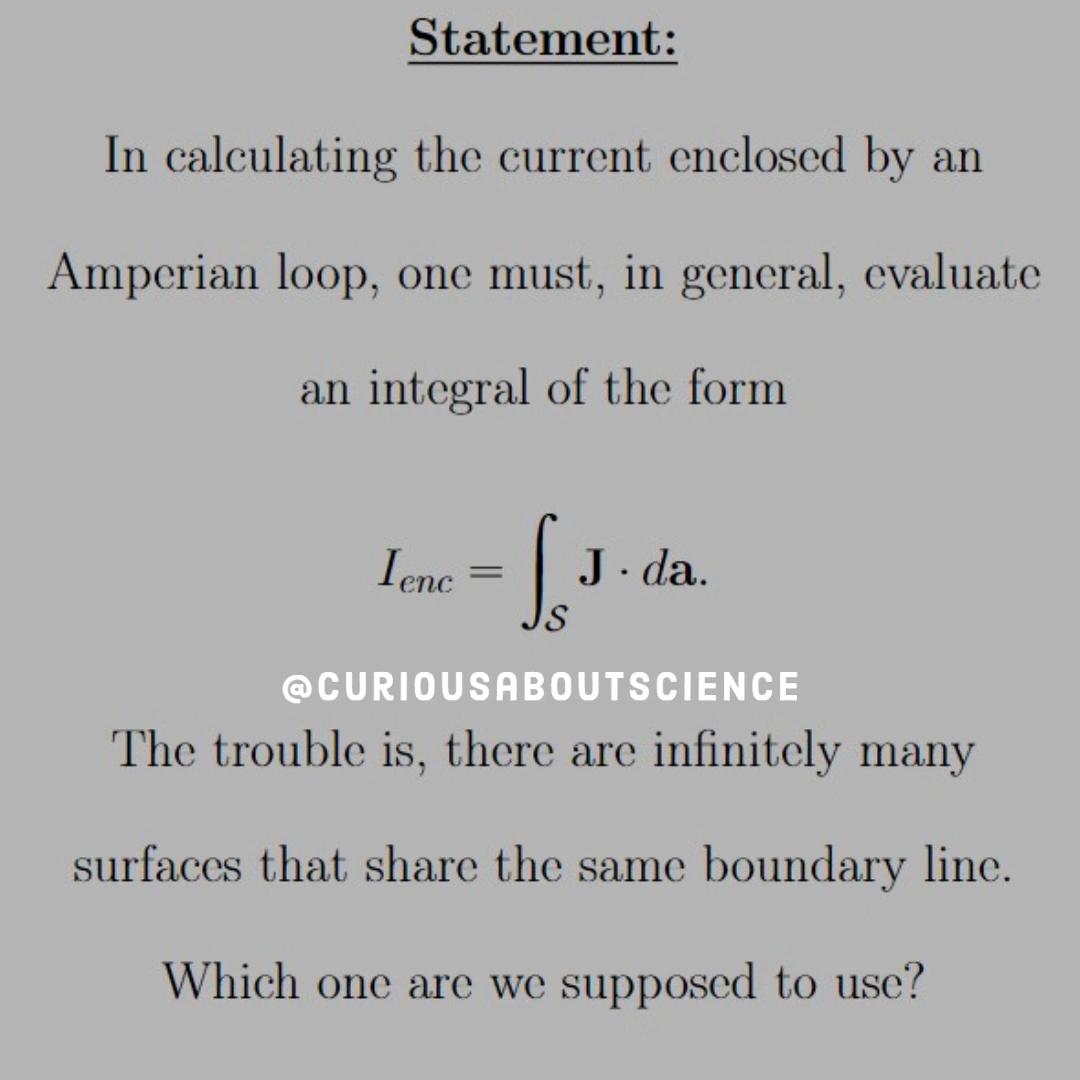 Statement:
In calculating the current enclosed by an
Amperian loop, one must, in general, evaluate
an integral of the form
I_{enc} = ∫_𝒮 𝐉 · d𝐚.
@CURIOUSABOUTSCIENCE
The trouble is, there are infinitely many
surfaces that share the same boundary line.
Which one are we supposed to use?